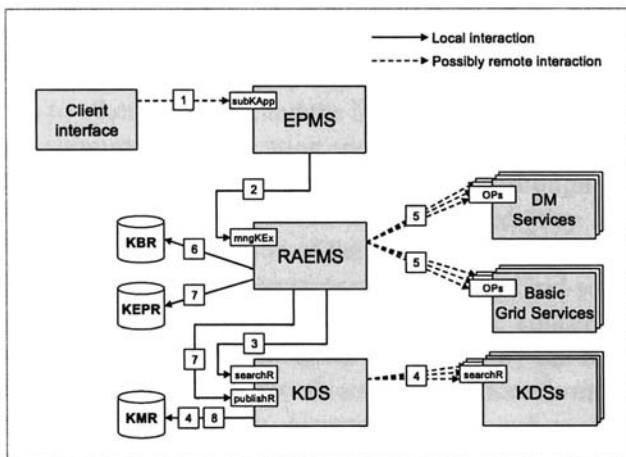 Local interaction
Possibly remote interaction
Client
interface
1
subKApp
EPMS
2
mngKEx
RAEMS
KBR
6
KEPR
7
5
OPs
DM
Services
5
OPs
Basic
Grid Services
7
3
searchR
publishR
KDS
4
searchR
KDSs
KMR
4
8